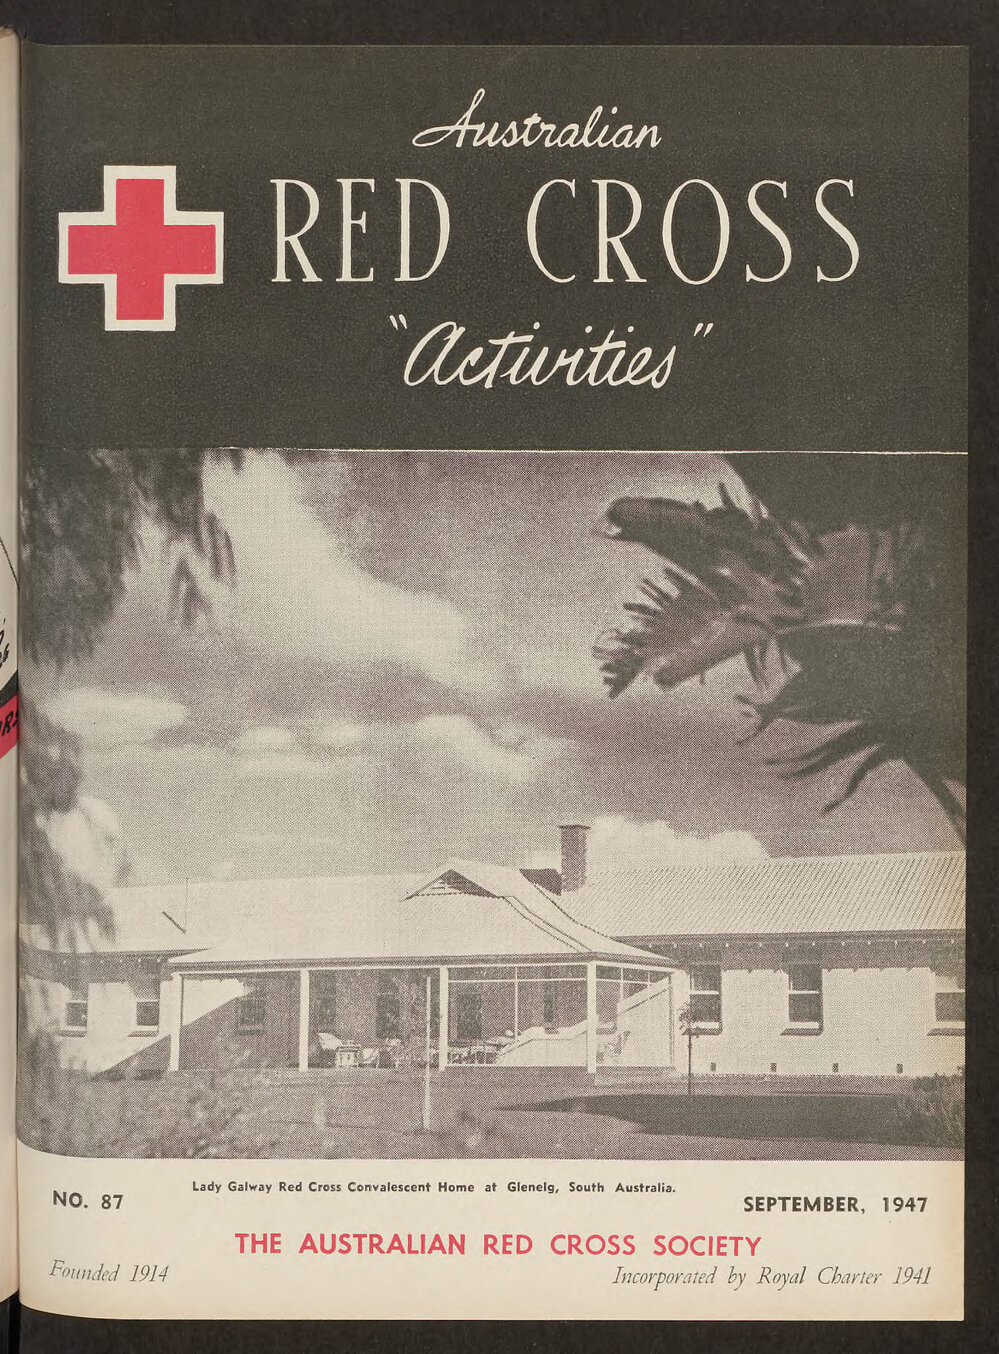 Australian
RED CROSS
"Activities"
Lady Galway Red Cross Convalescent Home at Glenelg, South Australia.
NO. 87
SEPTEMBER, 1947
THE AUSTRALIAN RED CROSS SOCIETY
Founded 1914
Incorporated by Royal Charter 1941